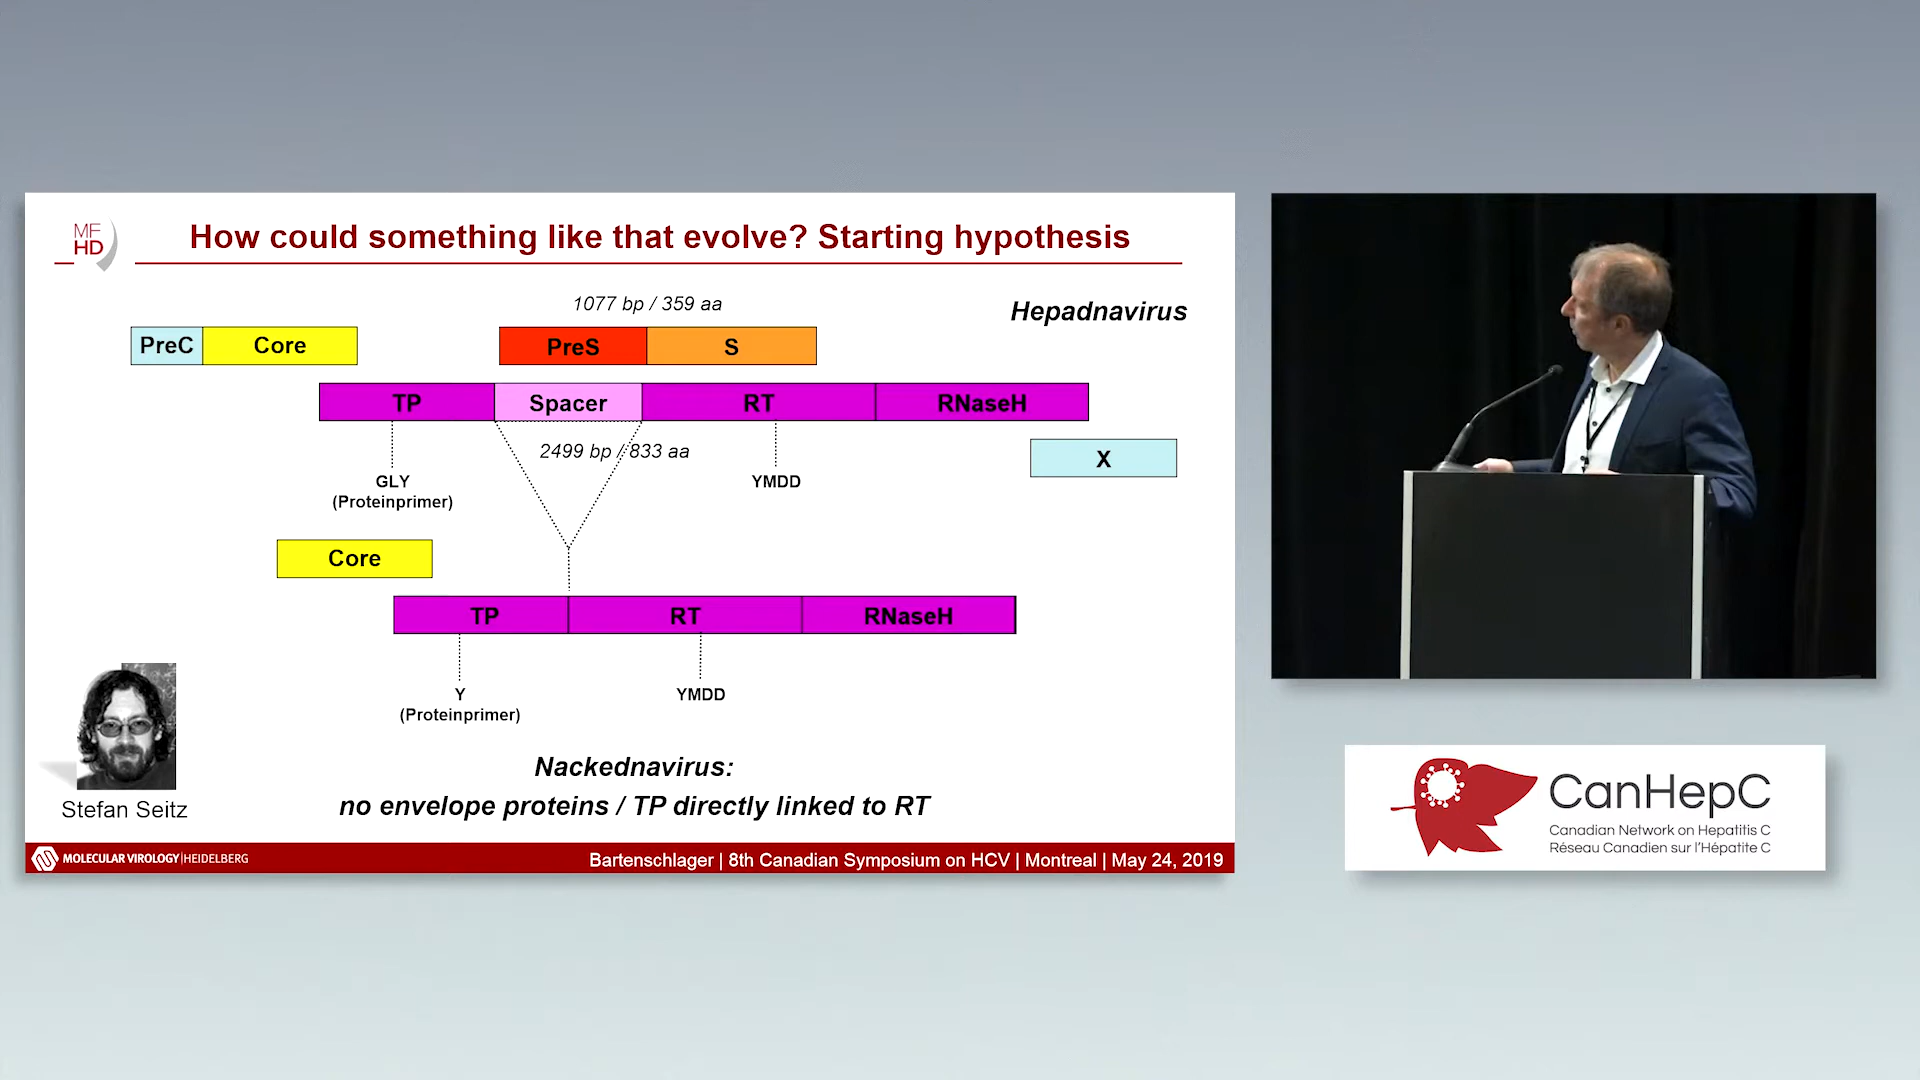 MF
HD
How could something like that evolve? Starting hypothesis
1077 bp / 359 aa
Hepadnavirus
PreC
Core
PreS
S
TP
Spacer
RT
RNaseH
2499 bp / 833 aa
X
GLY
(Proteinprimer)
YMDD
Core
TP
RT
RNaseH
Y
(Proteinprimer)
YMDD
Nackednavirus:
no envelope proteins / TP directly linked to RT
Stefan Seitz
MOLECULAR VIROLOGY|HEIDELBERG
Bartenschlager | 8th Canadian Symposium on HCV | Montreal | May 24, 2019
CanHepC
Canadian Network on Hepatitis C
Réseau Canadien sur l'Hépatite C